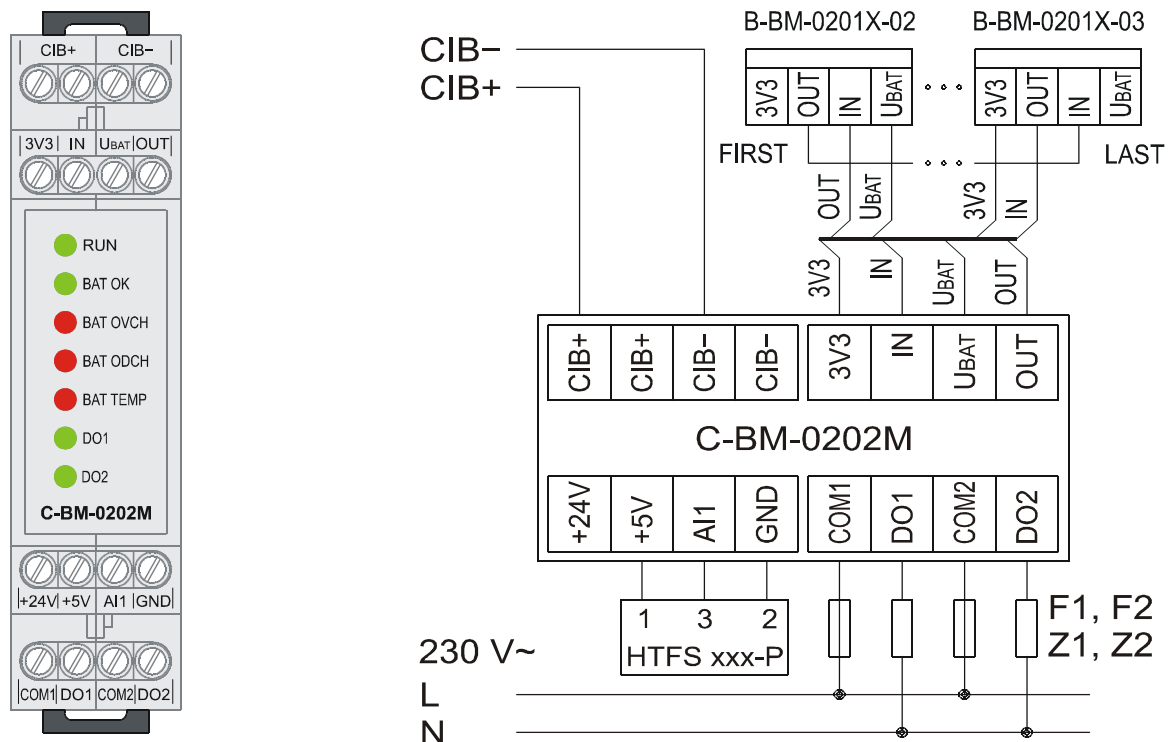 CIB+ CIB−
3V3 IN UBAT OUT
RUN
BAT OK
BAT OVCH
BAT ODCH
BAT TEMP
DO1
DO2
C-BM-0202M
+24V +5V AI1 GND
COM1 DO1 COM2 DO2
B-BM-0201X-02 B-BM-0201X-03
CIB−
CIB+
3V3 OUT IN UBAT 3V3 OUT IN UBAT
FIRST LAST
OUT UBAT 3V3 IN
3V3 IN UBAT OUT
CIB+ CIB+ CIB− CIB− 3V3 IN UBAT OUT
C-BM-0202M
+24V +5V AI1 GND COM1 DO1 COM2 DO2
1 3 2
HTFS xxx-P
F1, F2
Z1, Z2
230 V~
L
N